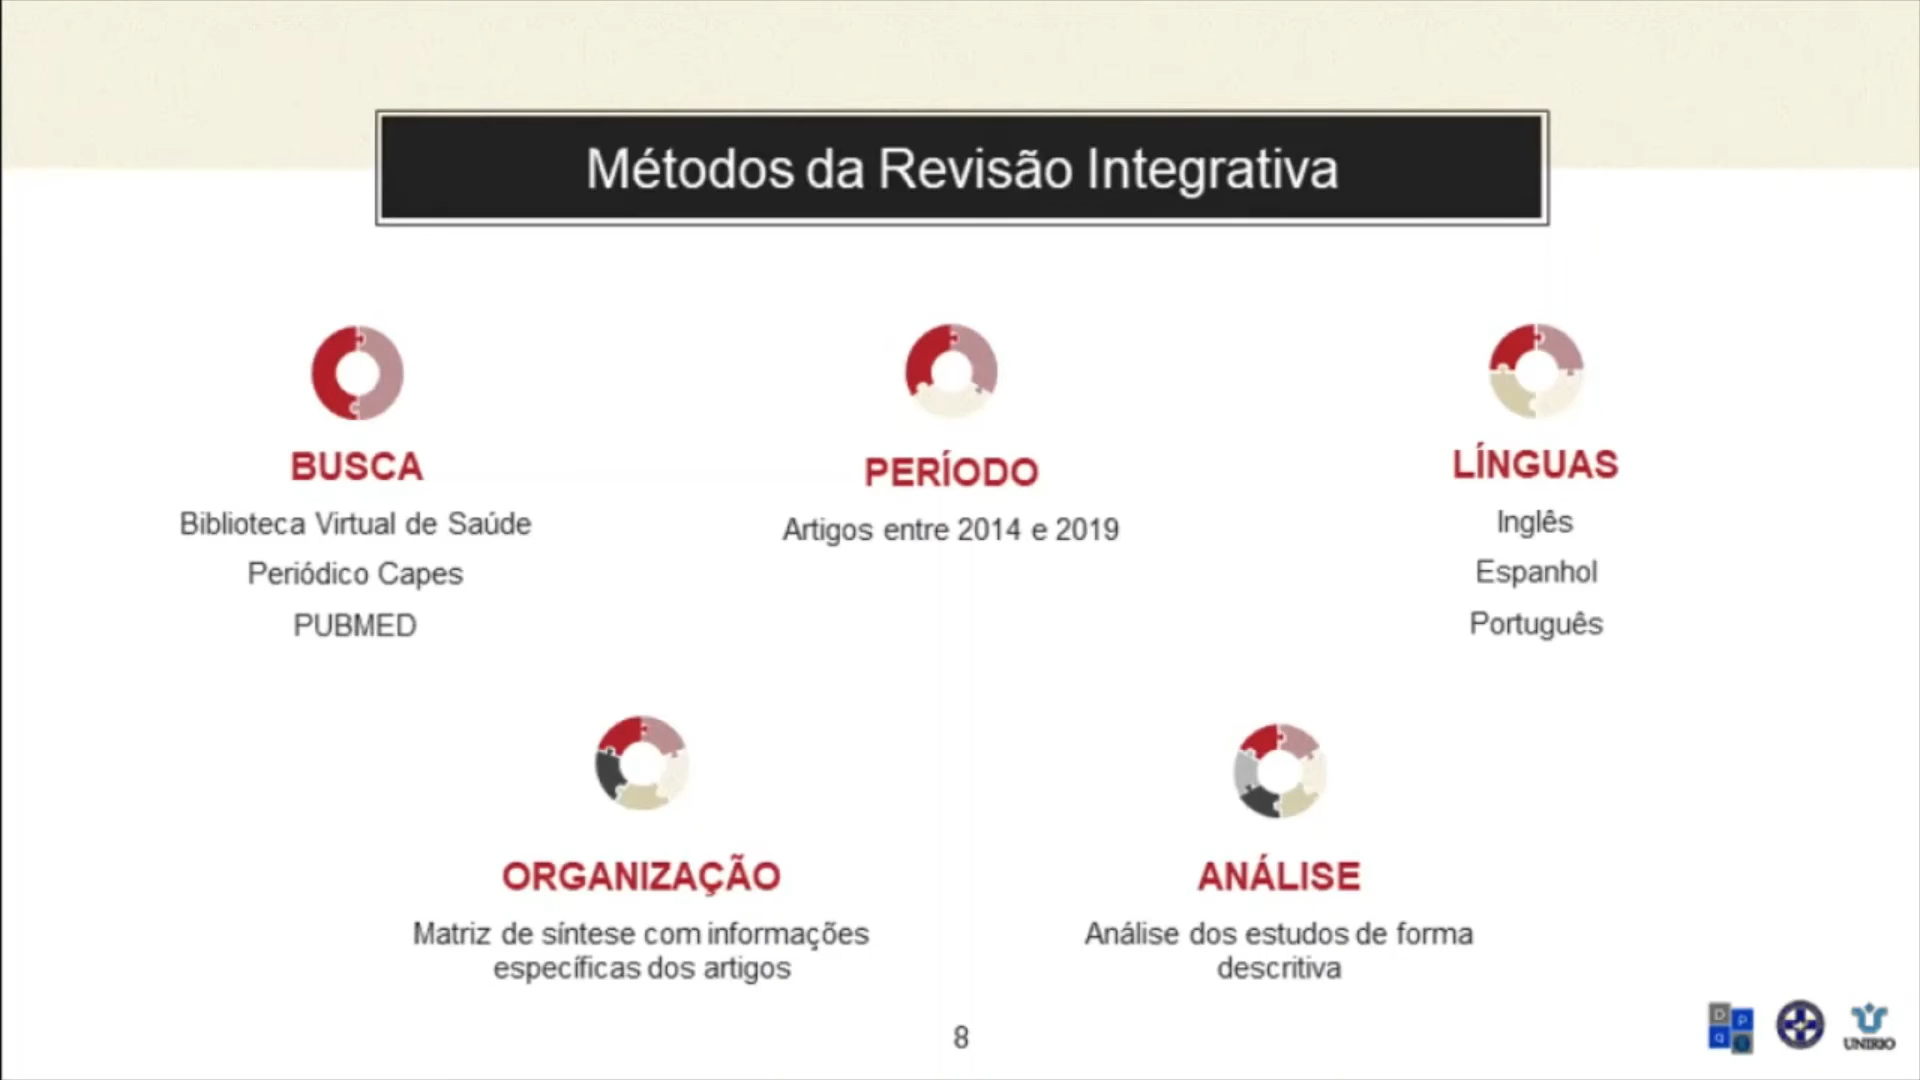 Métodos da Revisão Integrativa
BUSCA
Biblioteca Virtual de Saúde
Periódico Capes
PUBMED
PERÍODO
Artigos entre 2014 e 2019
LÍNGUAS
Inglês
Espanhol
Português
ORGANIZAÇÃO
Matriz de síntese com informações
específicas dos artigos
ANÁLISE
Análise dos estudos de forma
descritiva
8
D
P
Q
UNIRIO